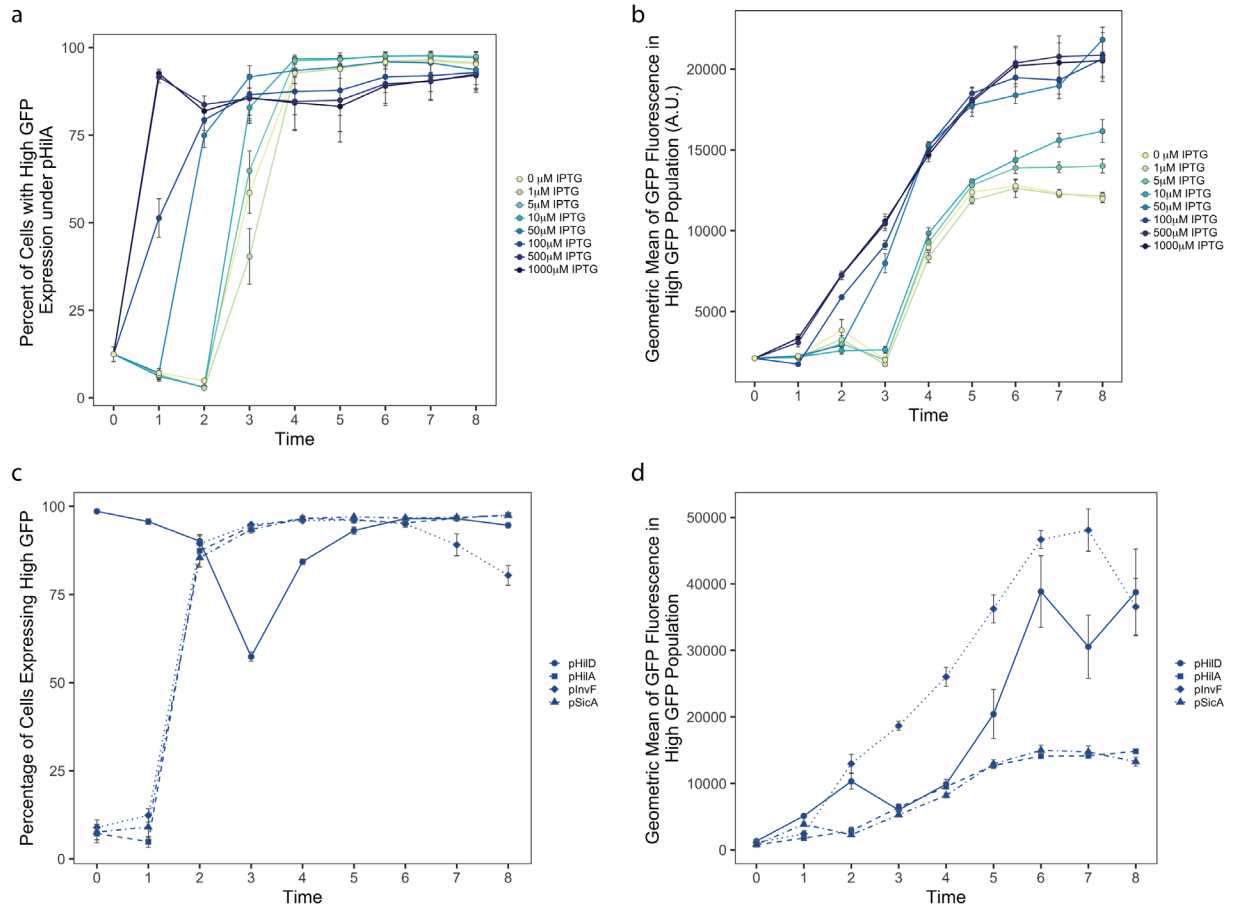 a
Percent of Cells with High GFP
Expression under pHilA
100
75
50
25
0
0 1 2 3 4 5 6 7 8
Time
0 μM IPTG
1μM IPTG
5μM IPTG
10μM IPTG
50μM IPTG
100μM IPTG
500μM IPTG
1000μM IPTG
b
Geometric Mean of GFP Fluorescence in
High GFP Population (A.U.)
20000
15000
10000
5000
0 1 2 3 4 5 6 7 8
Time
0 μM IPTG
1μM IPTG
5μM IPTG
10μM IPTG
50μM IPTG
100μM IPTG
500μM IPTG
1000μM IPTG
c
Percentage of Cells Expressing High GFP
100
75
50
25
0
0 1 2 3 4 5 6 7 8
Time
pHilD
pHilA
pInvF
pSicA
d
Geometric Mean of GFP Fluorescence in
High GFP Population
50000
40000
30000
20000
10000
0
0 1 2 3 4 5 6 7 8
Time
pHilD
pHilA
pInvF
pSicA